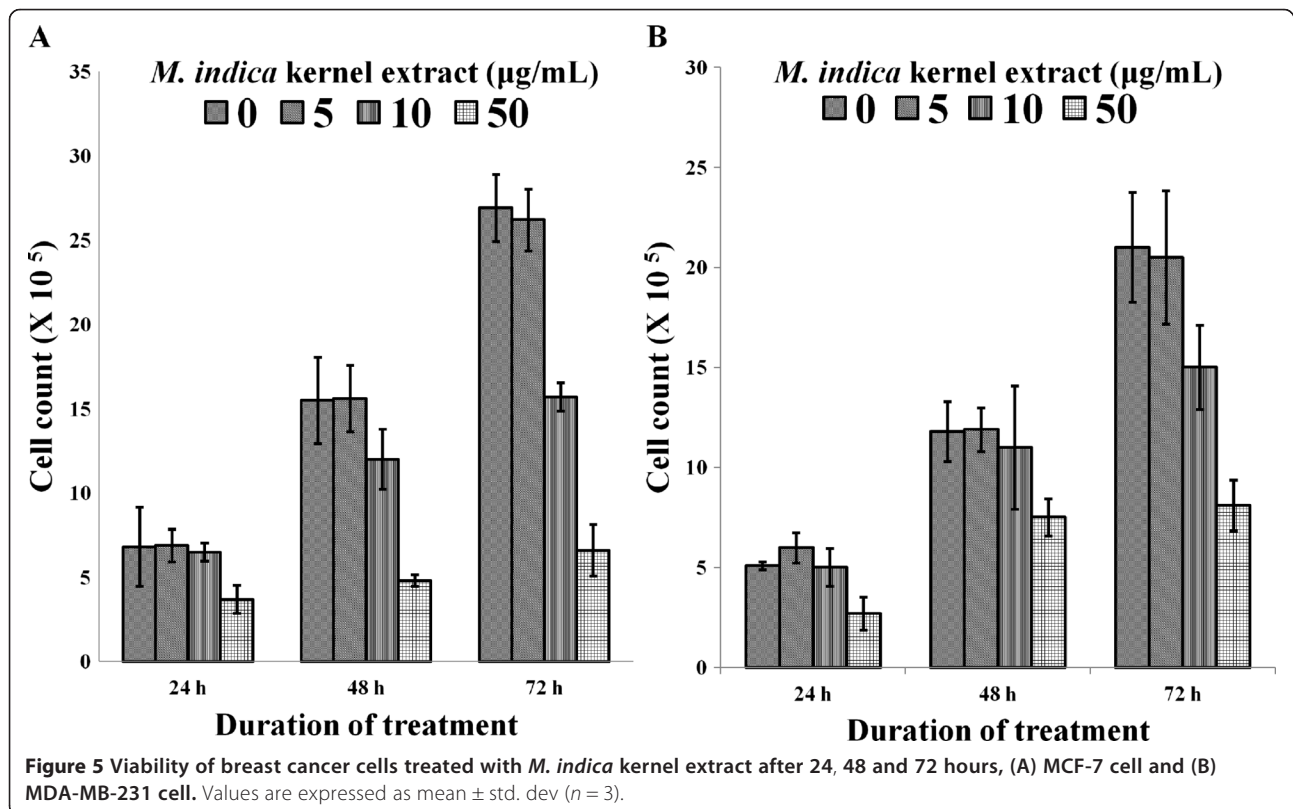 A
M. indica kernel extract (µg/mL)
0 5 10 50
35
30
25
20
15
10
5
0
Cell count (X 10 5)
24 h 48 h 72 h
Duration of treatment
B
M. indica kernel extract (µg/mL)
0 5 10 50
30
25
20
15
10
5
0
Cell count (X 10 5)
24 h 48 h 72 h
Duration of treatment
Figure 5 Viability of breast cancer cells treated with M. indica kernel extract after 24, 48 and 72 hours, (A) MCF-7 cell and (B)
MDA-MB-231 cell. Values are expressed as mean ± std. dev (n = 3).